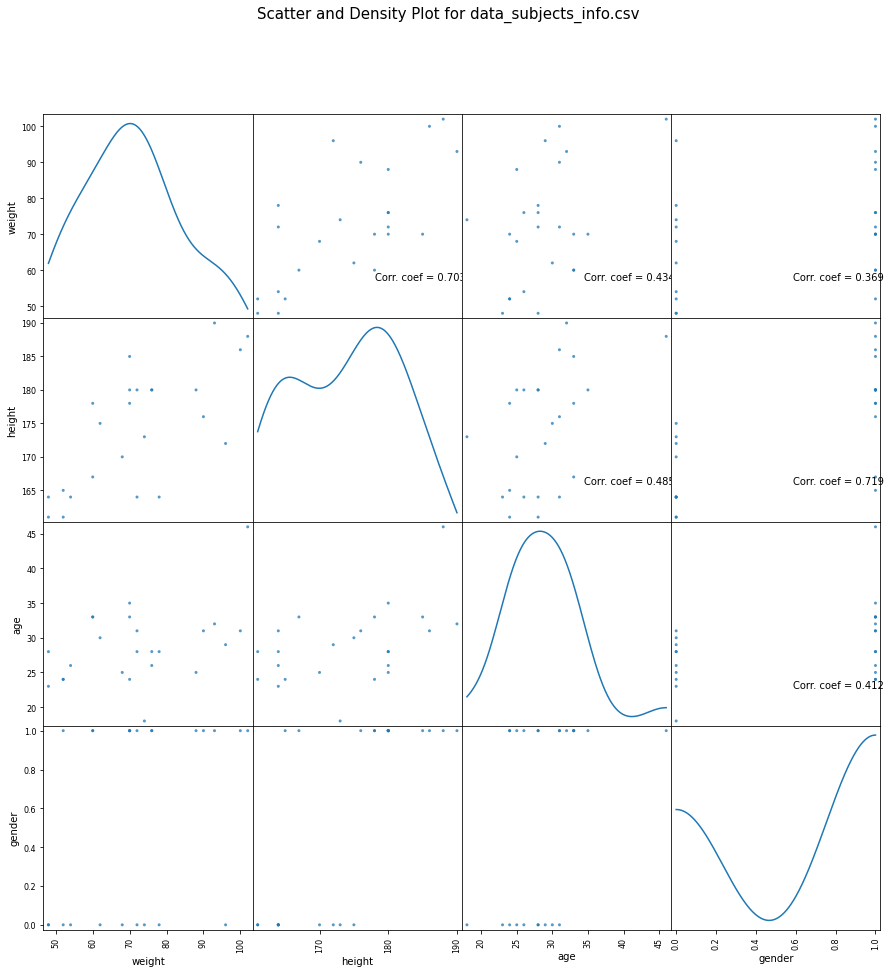 Scatter and Density Plot for data_subjects_info.csv
100
90
80
70
60
50
weight
Corr. coef = 0.703
Corr. coef = 0.434
Corr. coef = 0.369
190
185
180
175
170
165
height
Corr. coef = 0.485
Corr. coef = 0.719
45
40
35
30
25
20
age
Corr. coef = 0.412
1.0
0.8
0.6
0.4
0.2
0.0
gender
50 60 70 80 90 100
170 180 190
20 25 30 35 40 45
0.0 0.2 0.4 0.6 0.8 1.0
weight height age gender